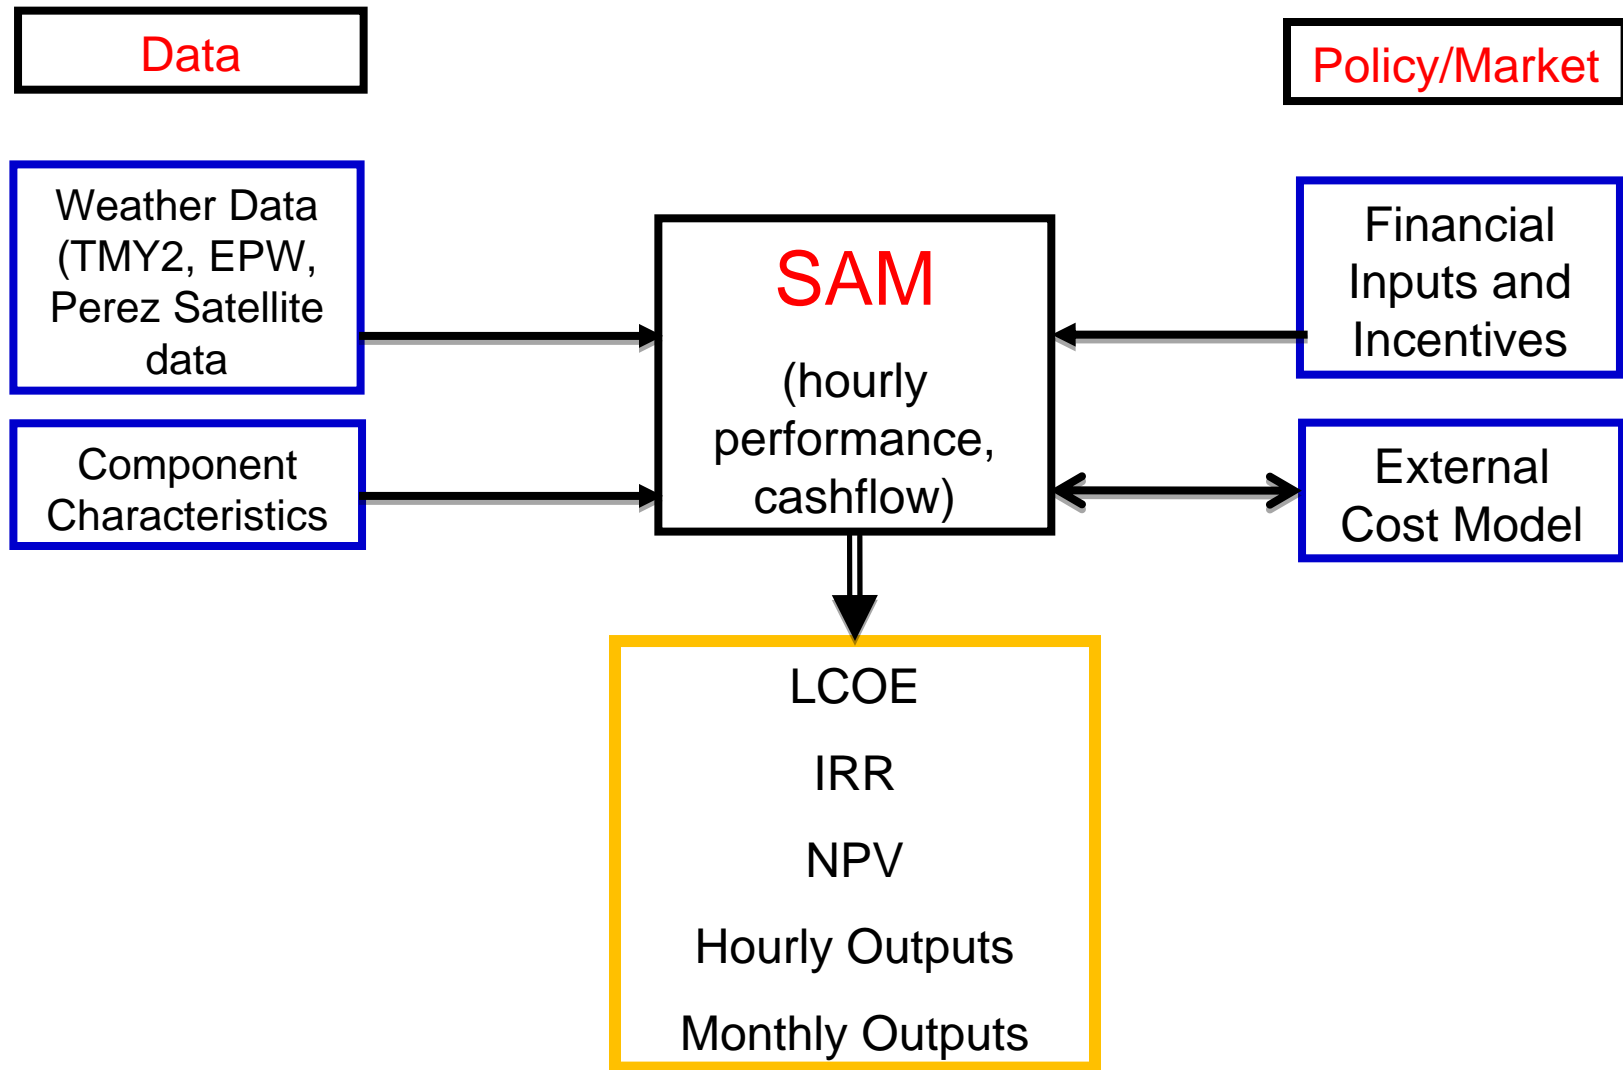 Data
Policy/Market
Weather Data
(TMY2, EPW,
Perez Satellite
data
Component
Characteristics
SAM
(hourly
performance,
cashflow)
Financial
Inputs and
Incentives
External
Cost Model
LCOE
IRR
NPV
Hourly Outputs
Monthly Outputs